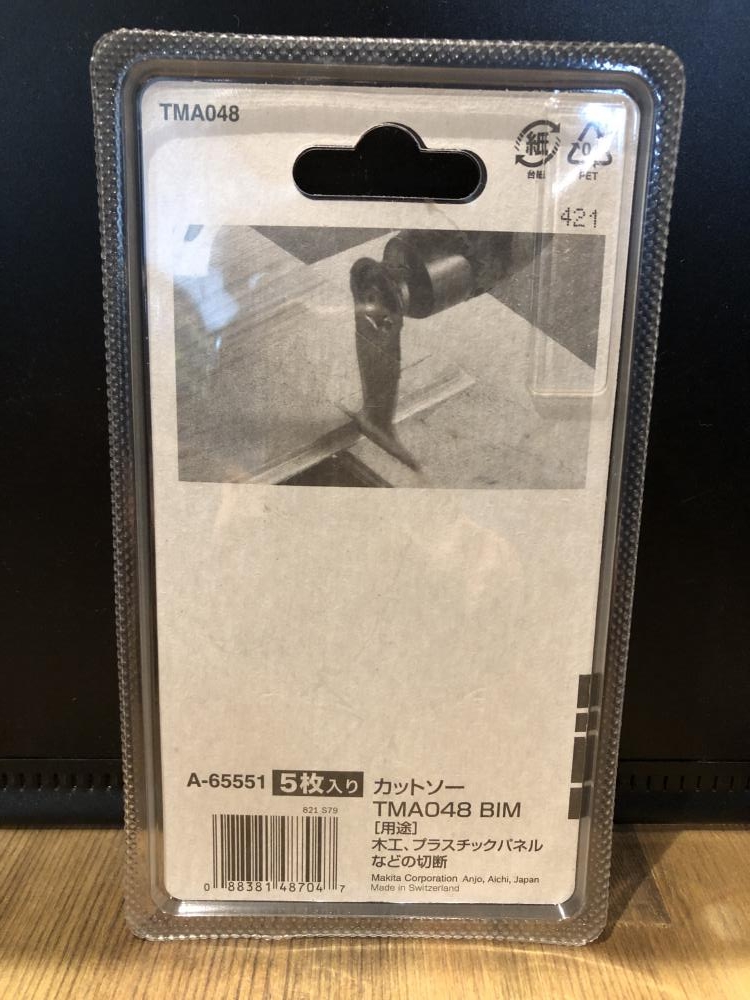 TMA048
紙
台紙
PET
421
A-65551 5枚入り
カットソー
TMA048 BIM
821 S79
[用途]
木工、プラスチックパネル
などの切断
0 88381 48704 7
Makita Corporation Anjo, Aichi, Japan
Made in Switzerland